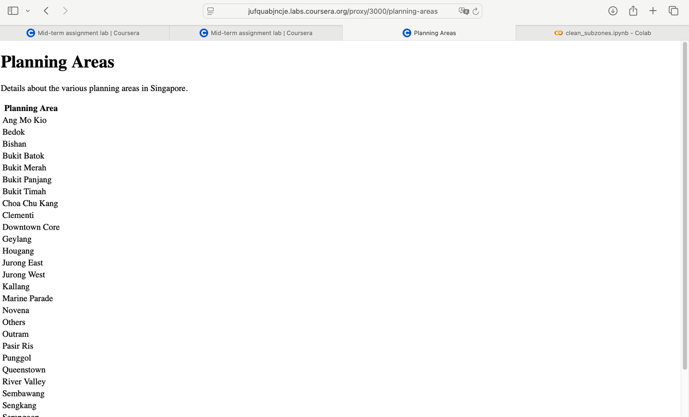 jufquabjncje.labs.coursera.org/proxy/3000/planning-areas
Mid-term assignment lab | Coursera
Mid-term assignment lab | Coursera
Planning Areas
clean_subzones.ipynb - Colab
Planning Areas
Details about the various planning areas in Singapore.
Planning Area
Ang Mo Kio
Bedok
Bishan
Bukit Batok
Bukit Merah
Bukit Panjang
Bukit Timah
Choa Chu Kang
Clementi
Downtown Core
Geylang
Hougang
Jurong East
Jurong West
Kallang
Marine Parade
Novena
Others
Outram
Pasir Ris
Punggol
Queenstown
River Valley
Sembawang
Sengkang